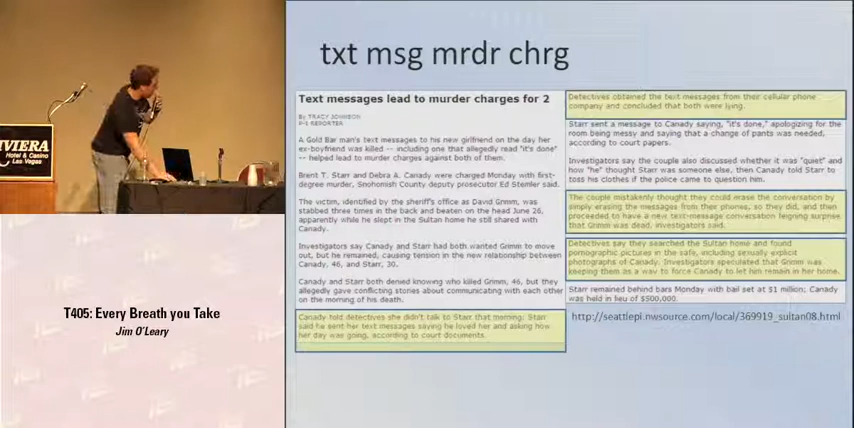 RIVIERA
Hotel & Casino
Las Vegas
T405: Every Breath you Take
Jim O'Leary
txt msg mrdr chrg
Text messages lead to murder charges for 2
By TRACY JOHNSON
P-I REPORTER
A Gold Bar man's text messages to his new girlfriend on the day her
ex-boyfriend was killed -- including one that allegedly read "it's done"
-- helped lead to murder charges against both of them.
Brent T. Starr and Debra A. Canady were charged Monday with first-
degree murder, Snohomish County deputy prosecutor Ed Stemler said.
The victim, identified by the sheriff's office as David Grimm, was
stabbed three times in the back and beaten on the head June 26,
apparently while he slept in the Sultan home he still shared with
Canady.
Investigators say Canady and Starr had both wanted Grimm to move
out, but he remained, causing tension in the new relationship between
Canady, 46, and Starr, 30.
Canady and Starr both denied knowing who killed Grimm, 46, but they
allegedly gave conflicting stories about communicating with each other
on the morning of his death.
Canady told detectives she didn't talk to Starr that morning; Starr
said he sent her text messages saying he loved her and asking how
her day was going, according to court documents.
Detectives obtained the text messages from their cellular phone
company and concluded that both were lying.
Starr sent a message to Canady saying, "it's done," apologizing for the
room being messy and saying that a change of pants was needed,
according to court papers.
Investigators say the couple also discussed whether it was "quiet" and
how "he" thought Starr was someone else, then Canady told Starr to
toss his clothes if the police came to question him.
The couple mistakenly thought they could erase the conversation by
simply erasing the messages from their phones, so they did, and then
proceeded to have a new text-message conversation feigning surprise
that Grimm was dead, investigators said.
Detectives say they searched the Sultan home and found
pornographic pictures in the safe, including sexually explicit
photographs of Canady. Investigators speculated that Grimm was
keeping them as a way to force Canady to let him remain in her home.
Starr remained behind bars Monday with bail set at $1 million; Canady
was held in lieu of $500,000.
http://seattlepi.nwsource.com/local/369919_sultan08.html